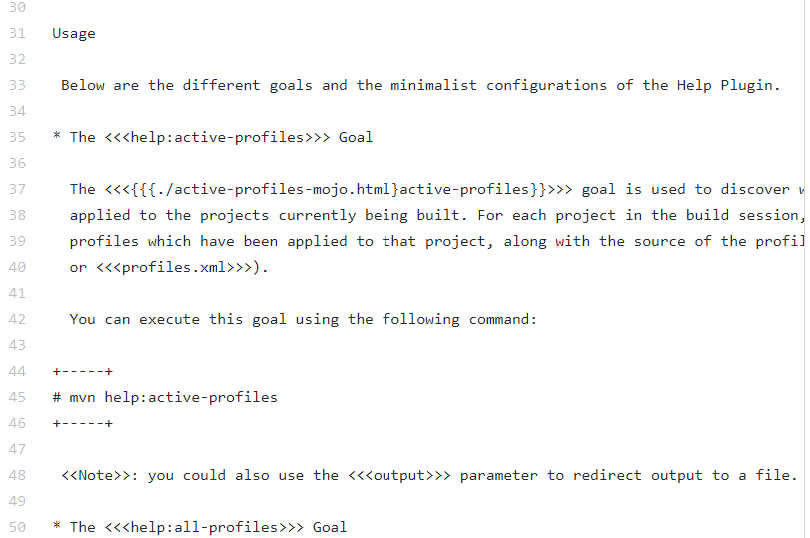 30
31 Usage
32
33 Below are the different goals and the minimalist configurations of the Help Plugin.
34
35 * The <<<help:active-profiles>>> Goal
36
37 The <<<{{{./active-profiles-mojo.html}active-profiles}}>>> goal is used to discover
38 applied to the projects currently being built. For each project in the build session,
39 profiles which have been applied to that project, along with the source of the
40 or <<<profiles.xml>>>).
41
42 You can execute this goal using the following command:
43
44 +-----+
45 # mvn help:active-profiles
46 +-----+
47
48 <<Note>>: you could also use the <<<output>>> parameter to redirect output to a file.
49
50 * The <<<help:all-profiles>>> Goal